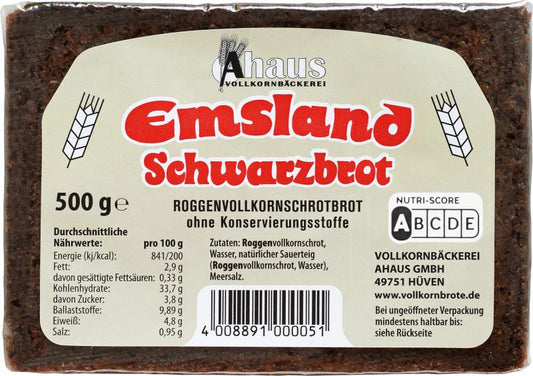 Ahaus
VOLLKORNBÄCKEREI
Emsland
Schwarzbrot
500 g℮
ROGGENVOLLKORNSCHROTBROT
ohne Konservierungsstoffe
Durchschnittliche
Nährwerte: pro 100 g
Energie (kj/kcal): 841/200
Fett: 2,9 g
davon gesättigte Fettsäuren: 0,33 g
Kohlenhydrate: 33,7 g
davon Zucker: 3,8 g
Ballaststoffe: 9,89 g
Eiweiß: 4,8 g
Salz: 0,95 g
Zutaten: Roggenvollkornschrot,
Wasser, natürlicher Sauerteig
(Roggenvollkornschrot, Wasser),
Meersalz.
4 008891 000051
NUTRI-SCORE
A B C D E
VOLLKORNBÄCKEREI
AHAUS GMBH
49751 HÜVEN
www.vollkornbrote.de
Bei ungeöffneter Verpackung
mindestens haltbar bis:
siehe Rückseite